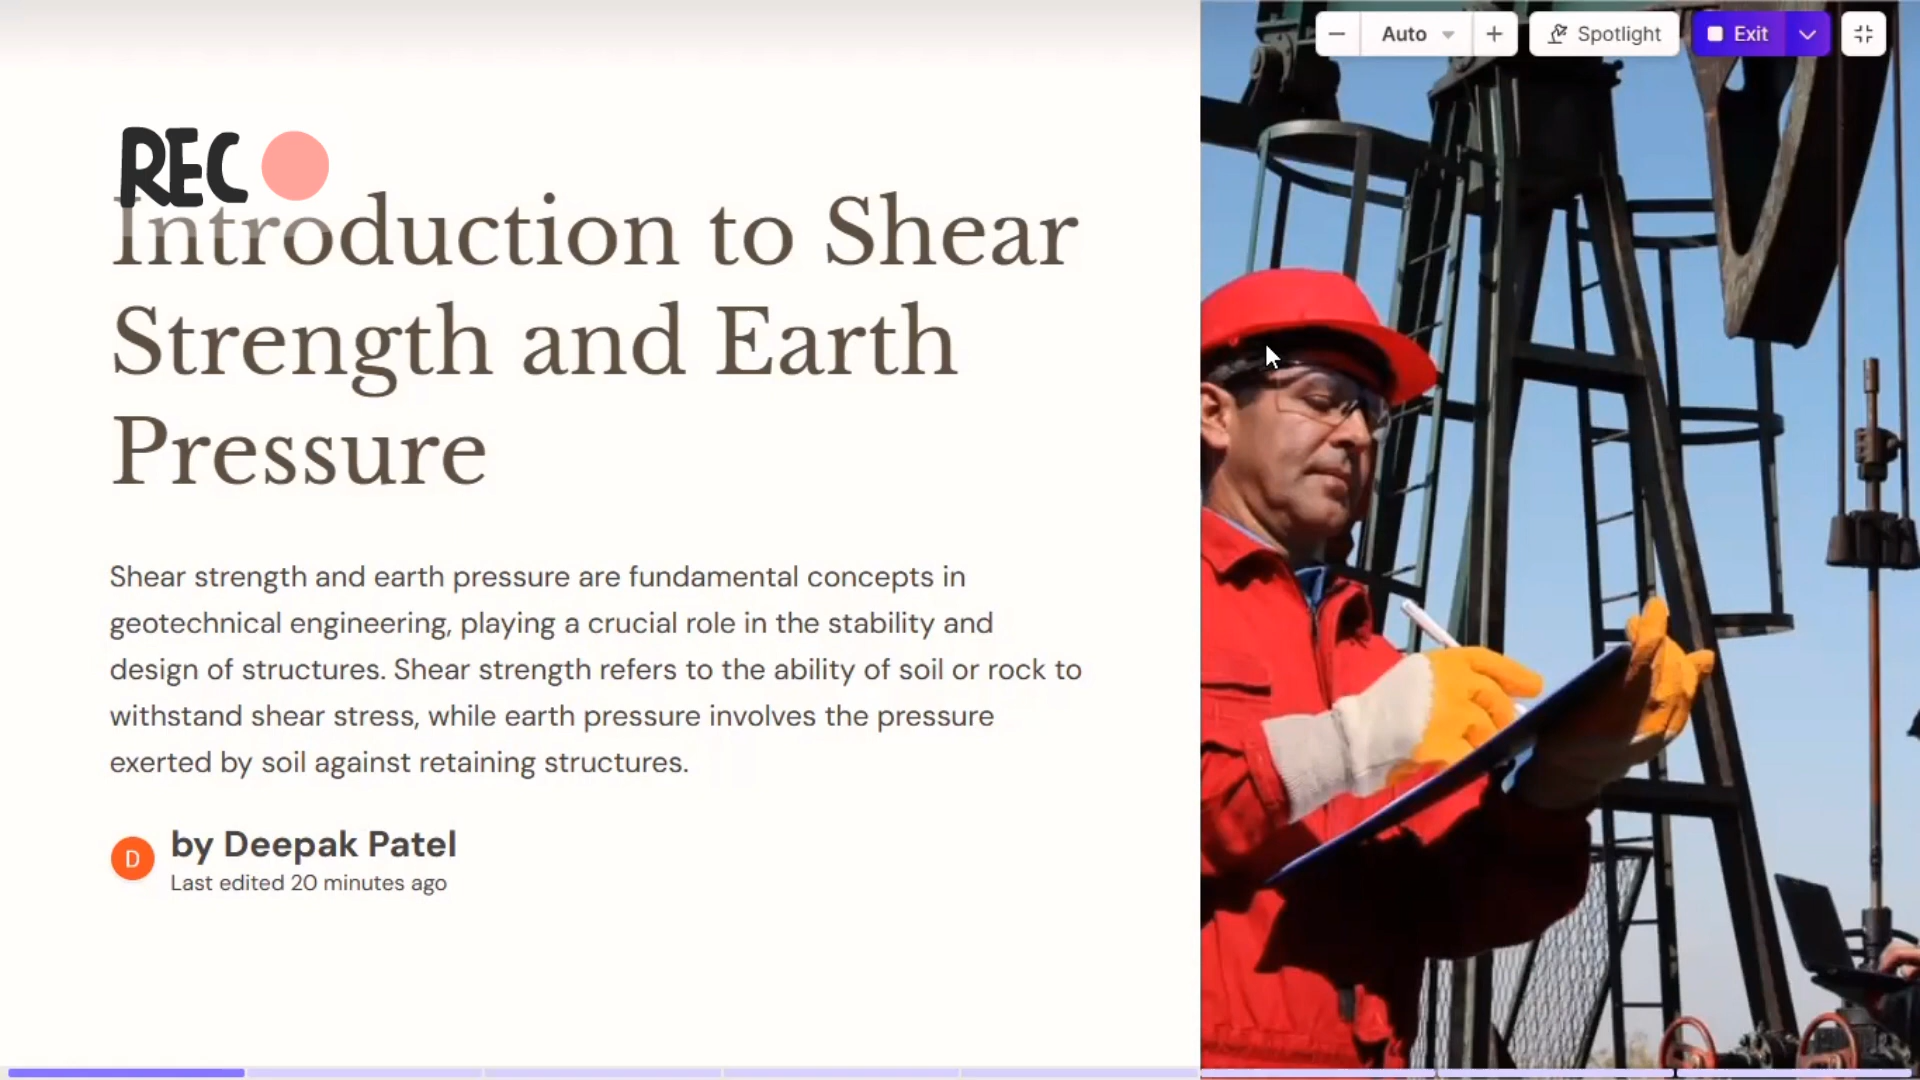 Auto
Spotlight
Exit
REC
Introduction to Shear
Strength and Earth
Pressure
Shear strength and earth pressure are fundamental concepts in
geotechnical engineering, playing a crucial role in the stability and
design of structures. Shear strength refers to the ability of soil or rock to
withstand shear stress, while earth pressure involves the pressure
exerted by soil against retaining structures.
D
by Deepak Patel
Last edited 20 minutes ago